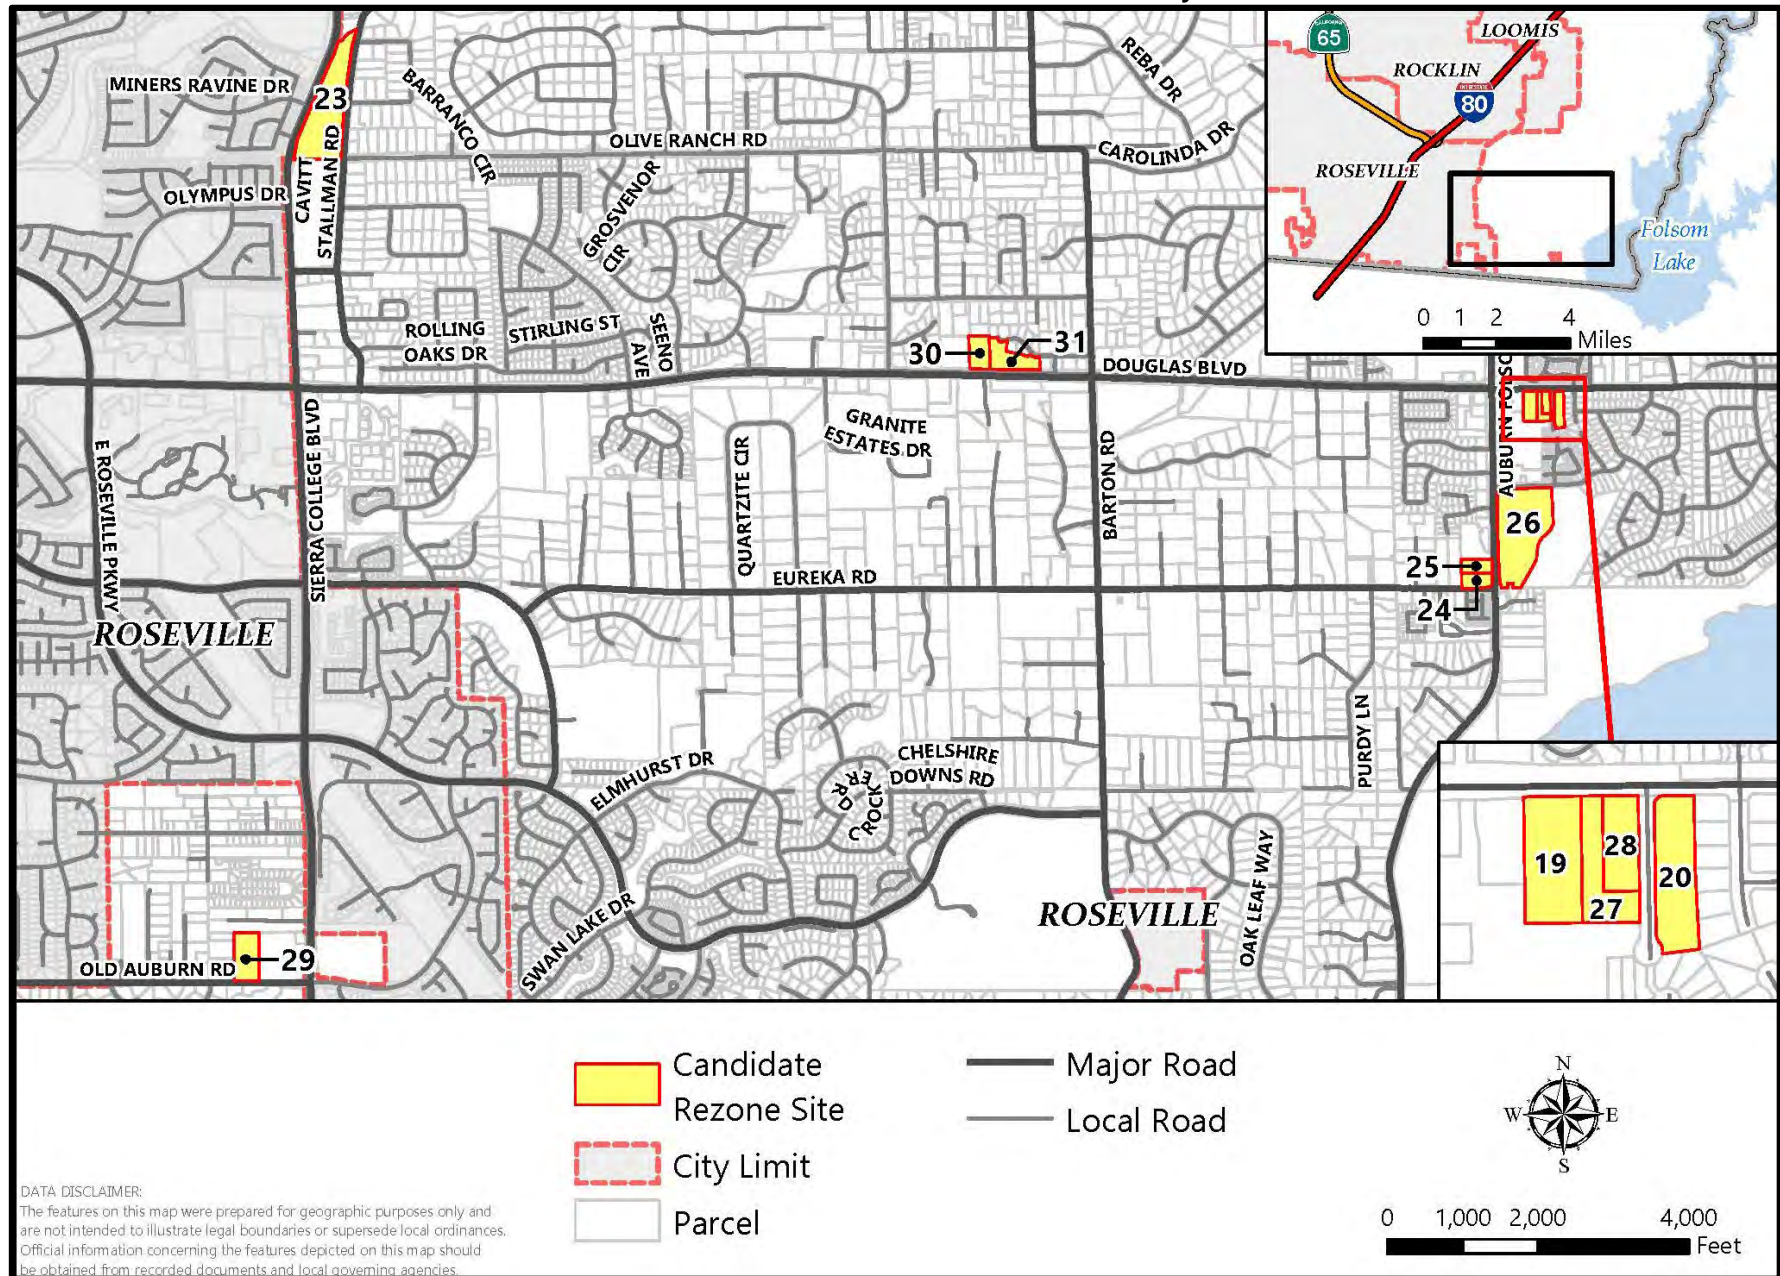 MINERS RAVINE DR
23
BARRANCO CIR
REBA DR
CAROLINDA DR
OLIVE RANCH RD
OLYMPUS DR
CAVITT
STALLMAN RD
GROSVENOR
CIR
ROLLING
OAKS DR
STIRLING ST
SEENO
AVE
30
31
DOUGLAS BLVD
GRANITE
ESTATES DR
E ROSEVILLE PKWY
SIERRA COLLEGE BLVD
QUARTZITE CIR
BARTON RD
EUREKA RD
26
25
24
ROSEVILLE
PURDY LN
ELMHURST DR
CHELSHIRE
DOWNS RD
CROCK
ER RD
SWAN LAKE DR
ROSEVILLE
OAK LEAF WAY
OLD AUBURN RD
29
CALIFORNIA
65
LOOMIS
ROCKLIN
INTERSTATE
80
ROSEVILLE
Folsom
Lake
0 1 2 4
Miles
19
28
20
27
Candidate
Rezone Site
City Limit
Parcel
Major Road
Local Road
N
W
E
S
0 1,000 2,000 4,000
Feet
DATA DISCLAIMER:
The features on this map were prepared for geographic purposes only and
are not intended to illustrate legal boundaries or supersede local ordinances.
Official information concerning the features depicted on this map should
be obtained from recorded documents and local governing agencies.